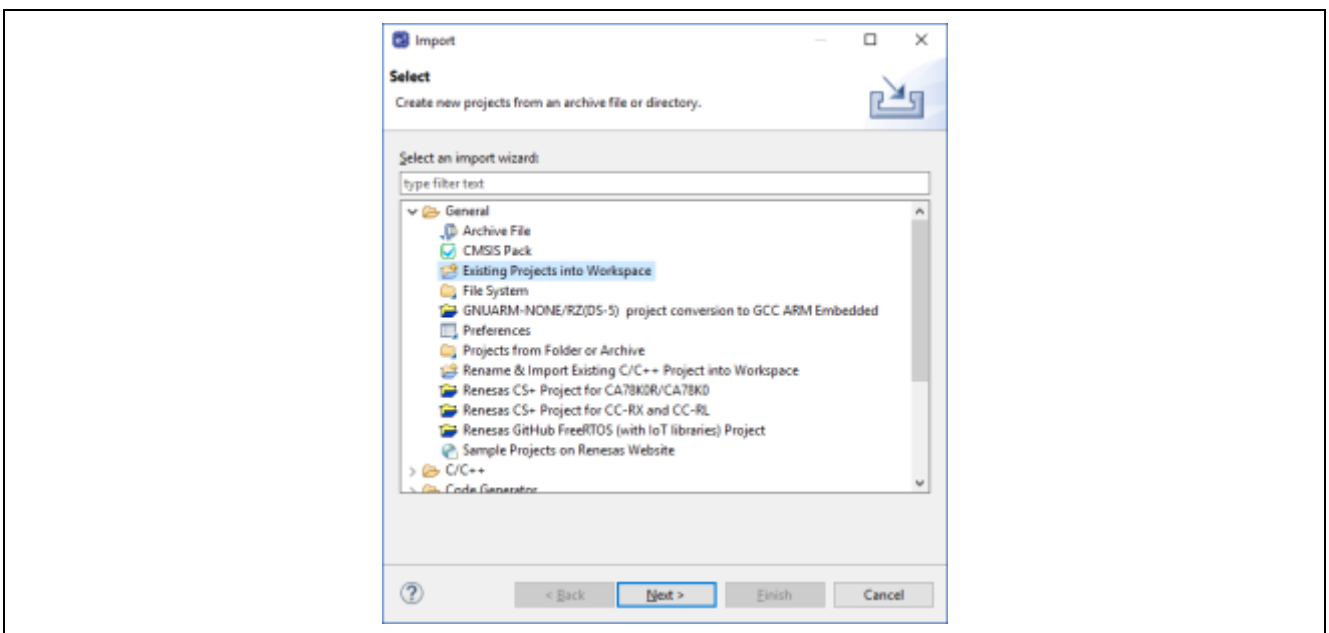 Import
Select
Create new projects from an archive file or directory.
Select an import wizard:
type filter text
General
Archive File
CMSIS Pack
Existing Projects into Workspace
File System
GNUARM-NONE/RZ(DS-5) project conversion to GCC ARM Embedded
Preferences
Projects from Folder or Archive
Rename & Import Existing C/C++ Project into Workspace
Renesas CS+ Project for CA78K0R/CA78K0
Renesas CS+ Project for CC-RX and CC-RL
Renesas GitHub FreeRTOS (with IoT libraries) Project
Sample Projects on Renesas Website
C/C++
Code Generator
? < Back Next > Finish Cancel